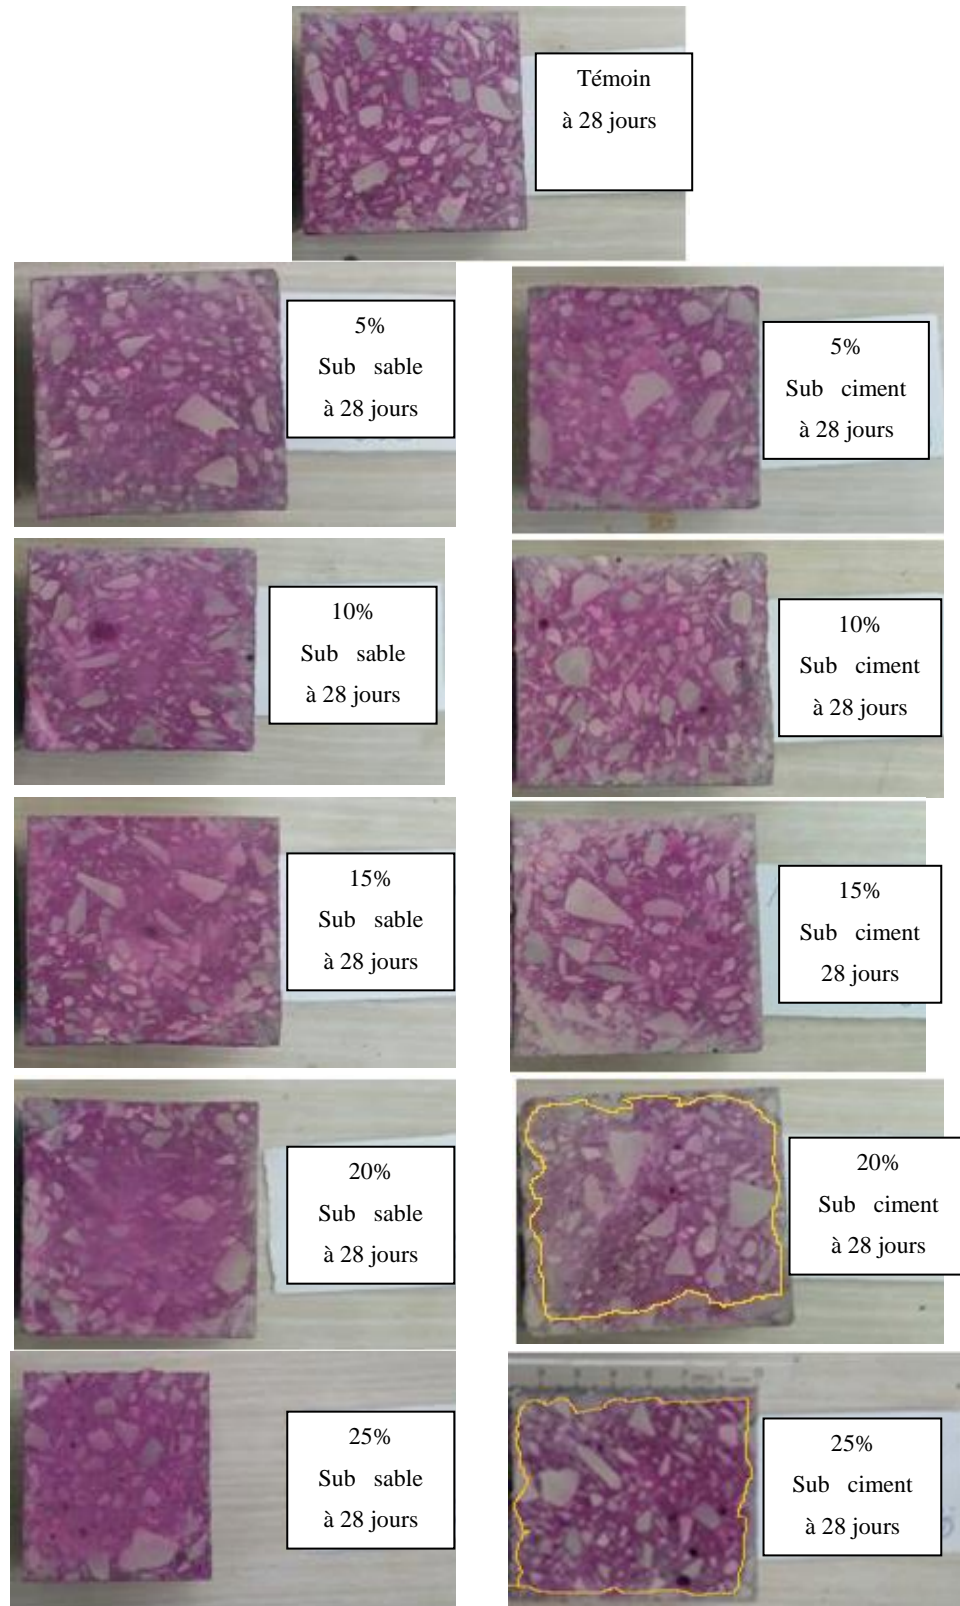 Témoin
à 28 jours
5%
Sub sable
à 28 jours
5%
Sub ciment
à 28 jours
10%
Sub sable
à 28 jours
10%
Sub ciment
à 28 jours
15%
Sub sable
à 28 jours
15%
Sub ciment
28 jours
20%
Sub sable
à 28 jours
20%
Sub ciment
à 28 jours
25%
Sub sable
à 28 jours
25%
Sub ciment
à 28 jours